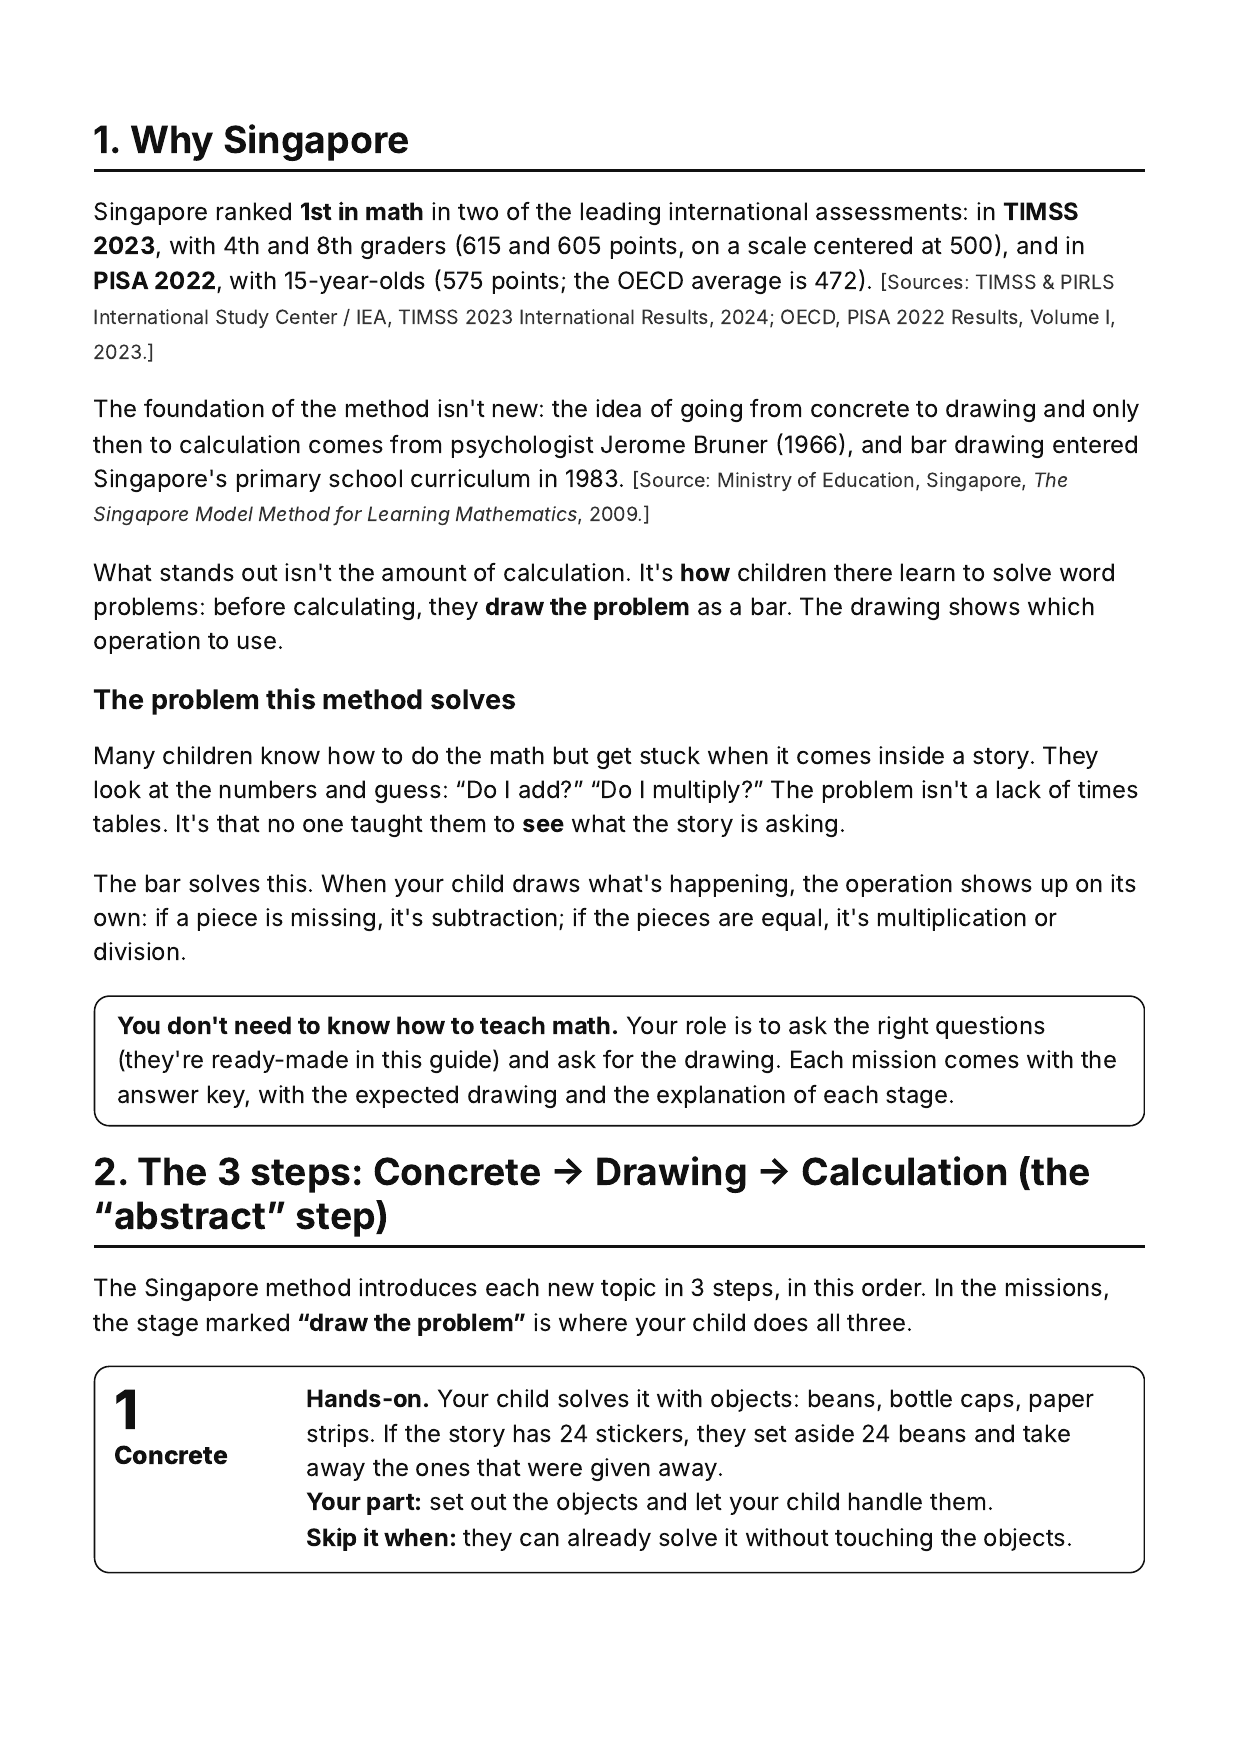 1. Why Singapore
Singapore ranked 1st in math in two of the leading international assessments: in TIMSS
2023, with 4th and 8th graders (615 and 605 points, on a scale centered at 500), and in
PISA 2022, with 15-year-olds (575 points; the OECD average is 472). [Sources: TIMSS & PIRLS
International Study Center / IEA, TIMSS 2023 International Results, 2024; OECD, PISA 2022 Results, Volume I,
2023.]
The foundation of the method isn't new: the idea of going from concrete to drawing and only
then to calculation comes from psychologist Jerome Bruner (1966), and bar drawing entered
Singapore's primary school curriculum in 1983. [Source: Ministry of Education, Singapore, The
Singapore Model Method for Learning Mathematics, 2009.]
What stands out isn't the amount of calculation. It's how children there learn to solve word
problems: before calculating, they draw the problem as a bar. The drawing shows which
operation to use.
The problem this method solves
Many children know how to do the math but get stuck when it comes inside a story. They
look at the numbers and guess: “Do I add?” “Do I multiply?” The problem isn't a lack of times
tables. It's that no one taught them to see what the story is asking.
The bar solves this. When your child draws what's happening, the operation shows up on its
own: if a piece is missing, it's subtraction; if the pieces are equal, it's multiplication or
division.
You don't need to know how to teach math. Your role is to ask the right questions
(they're ready-made in this guide) and ask for the drawing. Each mission comes with the
answer key, with the expected drawing and the explanation of each stage.
2. The 3 steps: Concrete → Drawing → Calculation (the
“abstract” step)
The Singapore method introduces each new topic in 3 steps, in this order. In the missions,
the stage marked “draw the problem” is where your child does all three.
1
Concrete
Hands-on. Your child solves it with objects: beans, bottle caps, paper
strips. If the story has 24 stickers, they set aside 24 beans and take
away the ones that were given away.
Your part: set out the objects and let your child handle them.
Skip it when: they can already solve it without touching the objects.